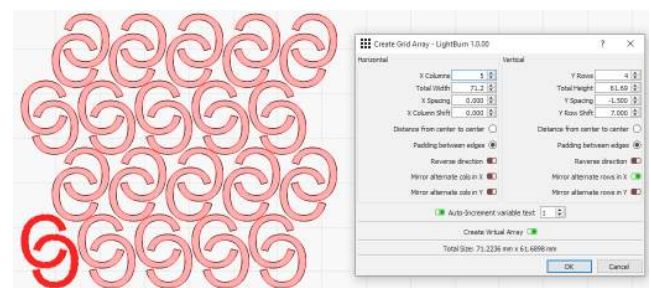 Create Grid Array - LightBurn 1.0.00 ? ×
Horizontal Vertical
X Columns 5 Y Rows 4
Total Width 71.2 Total Height 61.69
X Spacing 0.000 Y Spacing -1.500
X Column Shift 0.000 Y Row Shift 7.000
Distance from center to center Distance from center to center
Padding between edges Padding between edges
Reverse direction Reverse direction
Mirror alternate cols in X Mirror alternate rows in X
Mirror alternate cols in Y Mirror alternate rows in Y
Auto-Increment variable text 1
Create Virtual Array
Total Size: 71.2236 mm x 61.6898 mm
OK Cancel